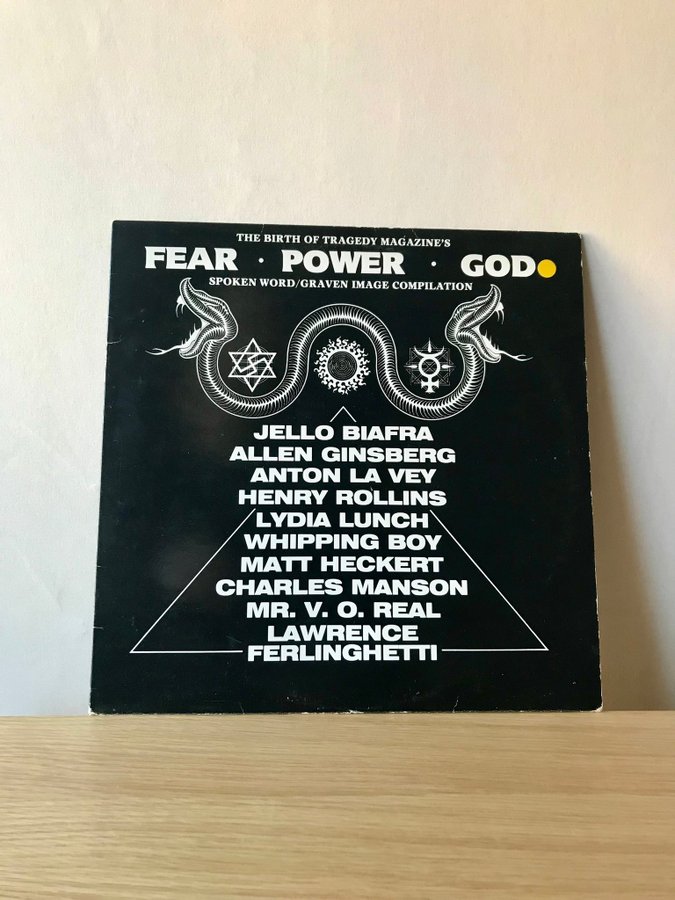 THE BIRTH OF TRAGEDY MAGAZINE'S
FEAR · POWER · GOD
SPOKEN WORD/GRAVEN IMAGE COMPILATION
JELLO BIAFRA
ALLEN GINSBERG
ANTON LA VEY
HENRY ROLLINS
LYDIA LUNCH
WHIPPING BOY
MATT HECKERT
CHARLES MANSON
MR. V. O. REAL
LAWRENCE
FERLINGHETTI